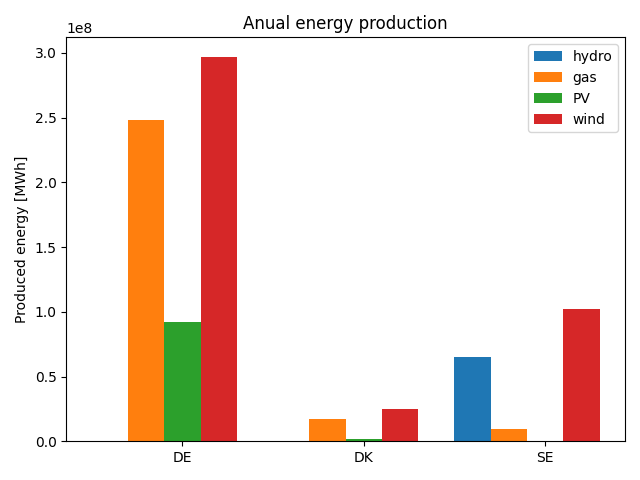 Anual energy production
1e8
hydro
gas
PV
wind
Produced energy [MWh]
3.0
2.5
2.0
1.5
1.0
0.5
0.0
DE
DK
SE